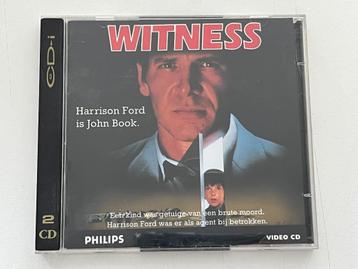 WITNESS
CD-i
Harrison Ford
is John Book.
Een kind was getuige van een brute moord.
Harrison Ford was er als agent bij betrokken.
2
CD
PHILIPS
VIDEO CD